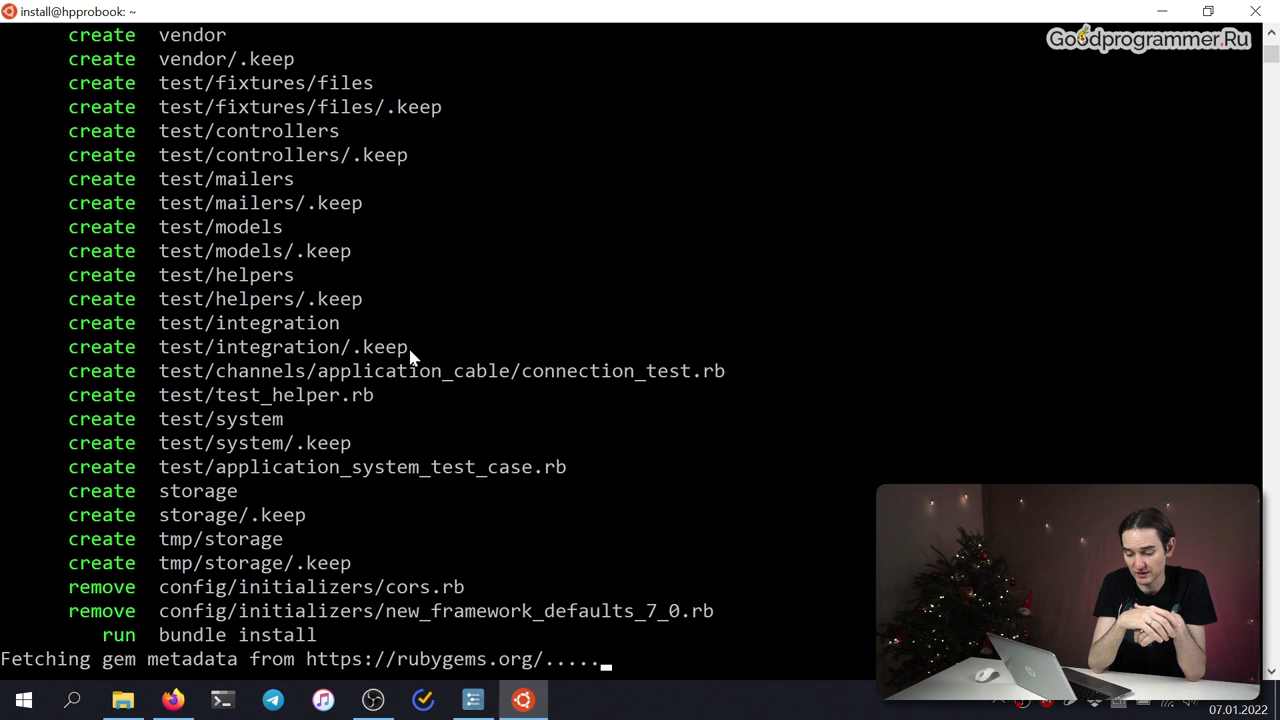 install@hpprobook: ~
Goodprogrammer.Ru
create vendor
create vendor/.keep
create test/fixtures/files
create test/fixtures/files/.keep
create test/controllers
create test/controllers/.keep
create test/mailers
create test/mailers/.keep
create test/models
create test/models/.keep
create test/helpers
create test/helpers/.keep
create test/integration
create test/integration/.keep
create test/channels/application_cable/connection_test.rb
create test/test_helper.rb
create test/system
create test/system/.keep
create test/application_system_test_case.rb
create storage
create storage/.keep
create tmp/storage
create tmp/storage/.keep
remove config/initializers/cors.rb
remove config/initializers/new_framework_defaults_7_0.rb
run bundle install
Fetching gem metadata from https://rubygems.org/.....
07.01.2022